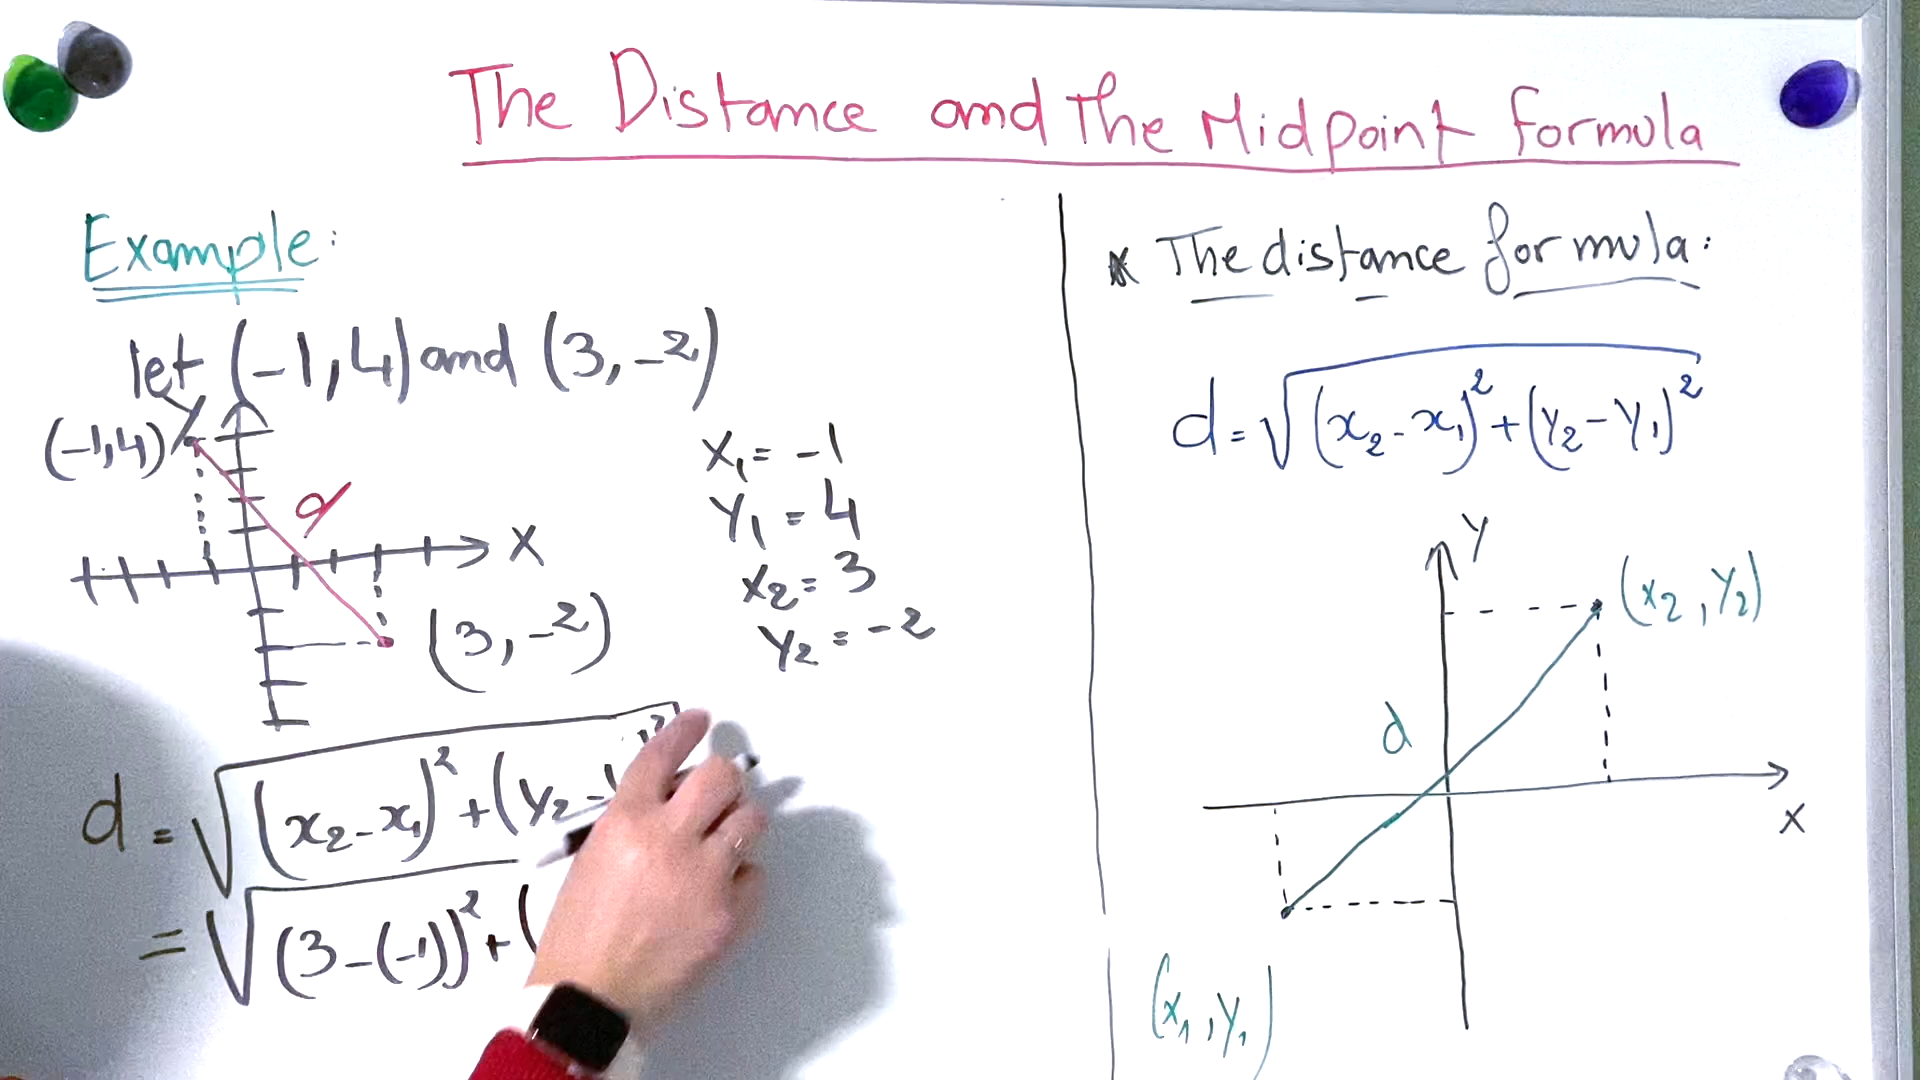 The Distance and The Midpoint formula
Example:
let (-1,4) and (3,-2)
Y
(-1,4)
d
X
(3,-2)
X₁ = -1
Y₁ = 4
X₂ = 3
Y₂ = -2
d = √(x₂-x₁)² + (Y₂-
= √(3-(-1))² + (
* The distance formula:
d = √(x₂-x₁)² + (Y₂-Y₁)²
Y
(x₂,Y₂)
d
X
(x₁,Y₁)